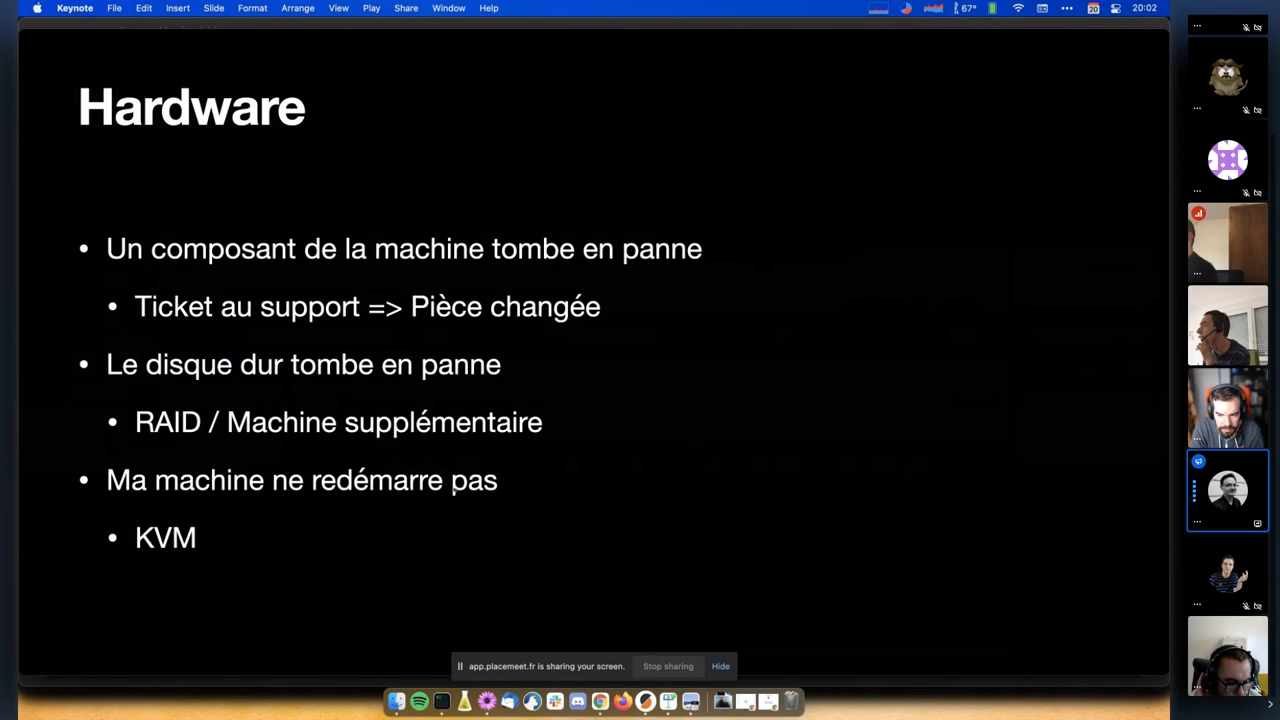 Keynote File Edit Insert Slide Format Arrange View Play Share Window Help 67° 20 20:02
Hardware
• Un composant de la machine tombe en panne
• Ticket au support => Pièce changée
• Le disque dur tombe en panne
• RAID / Machine supplémentaire
• Ma machine ne redémarre pas
• KVM
app.placemeet.fr is sharing your screen. Stop sharing Hide